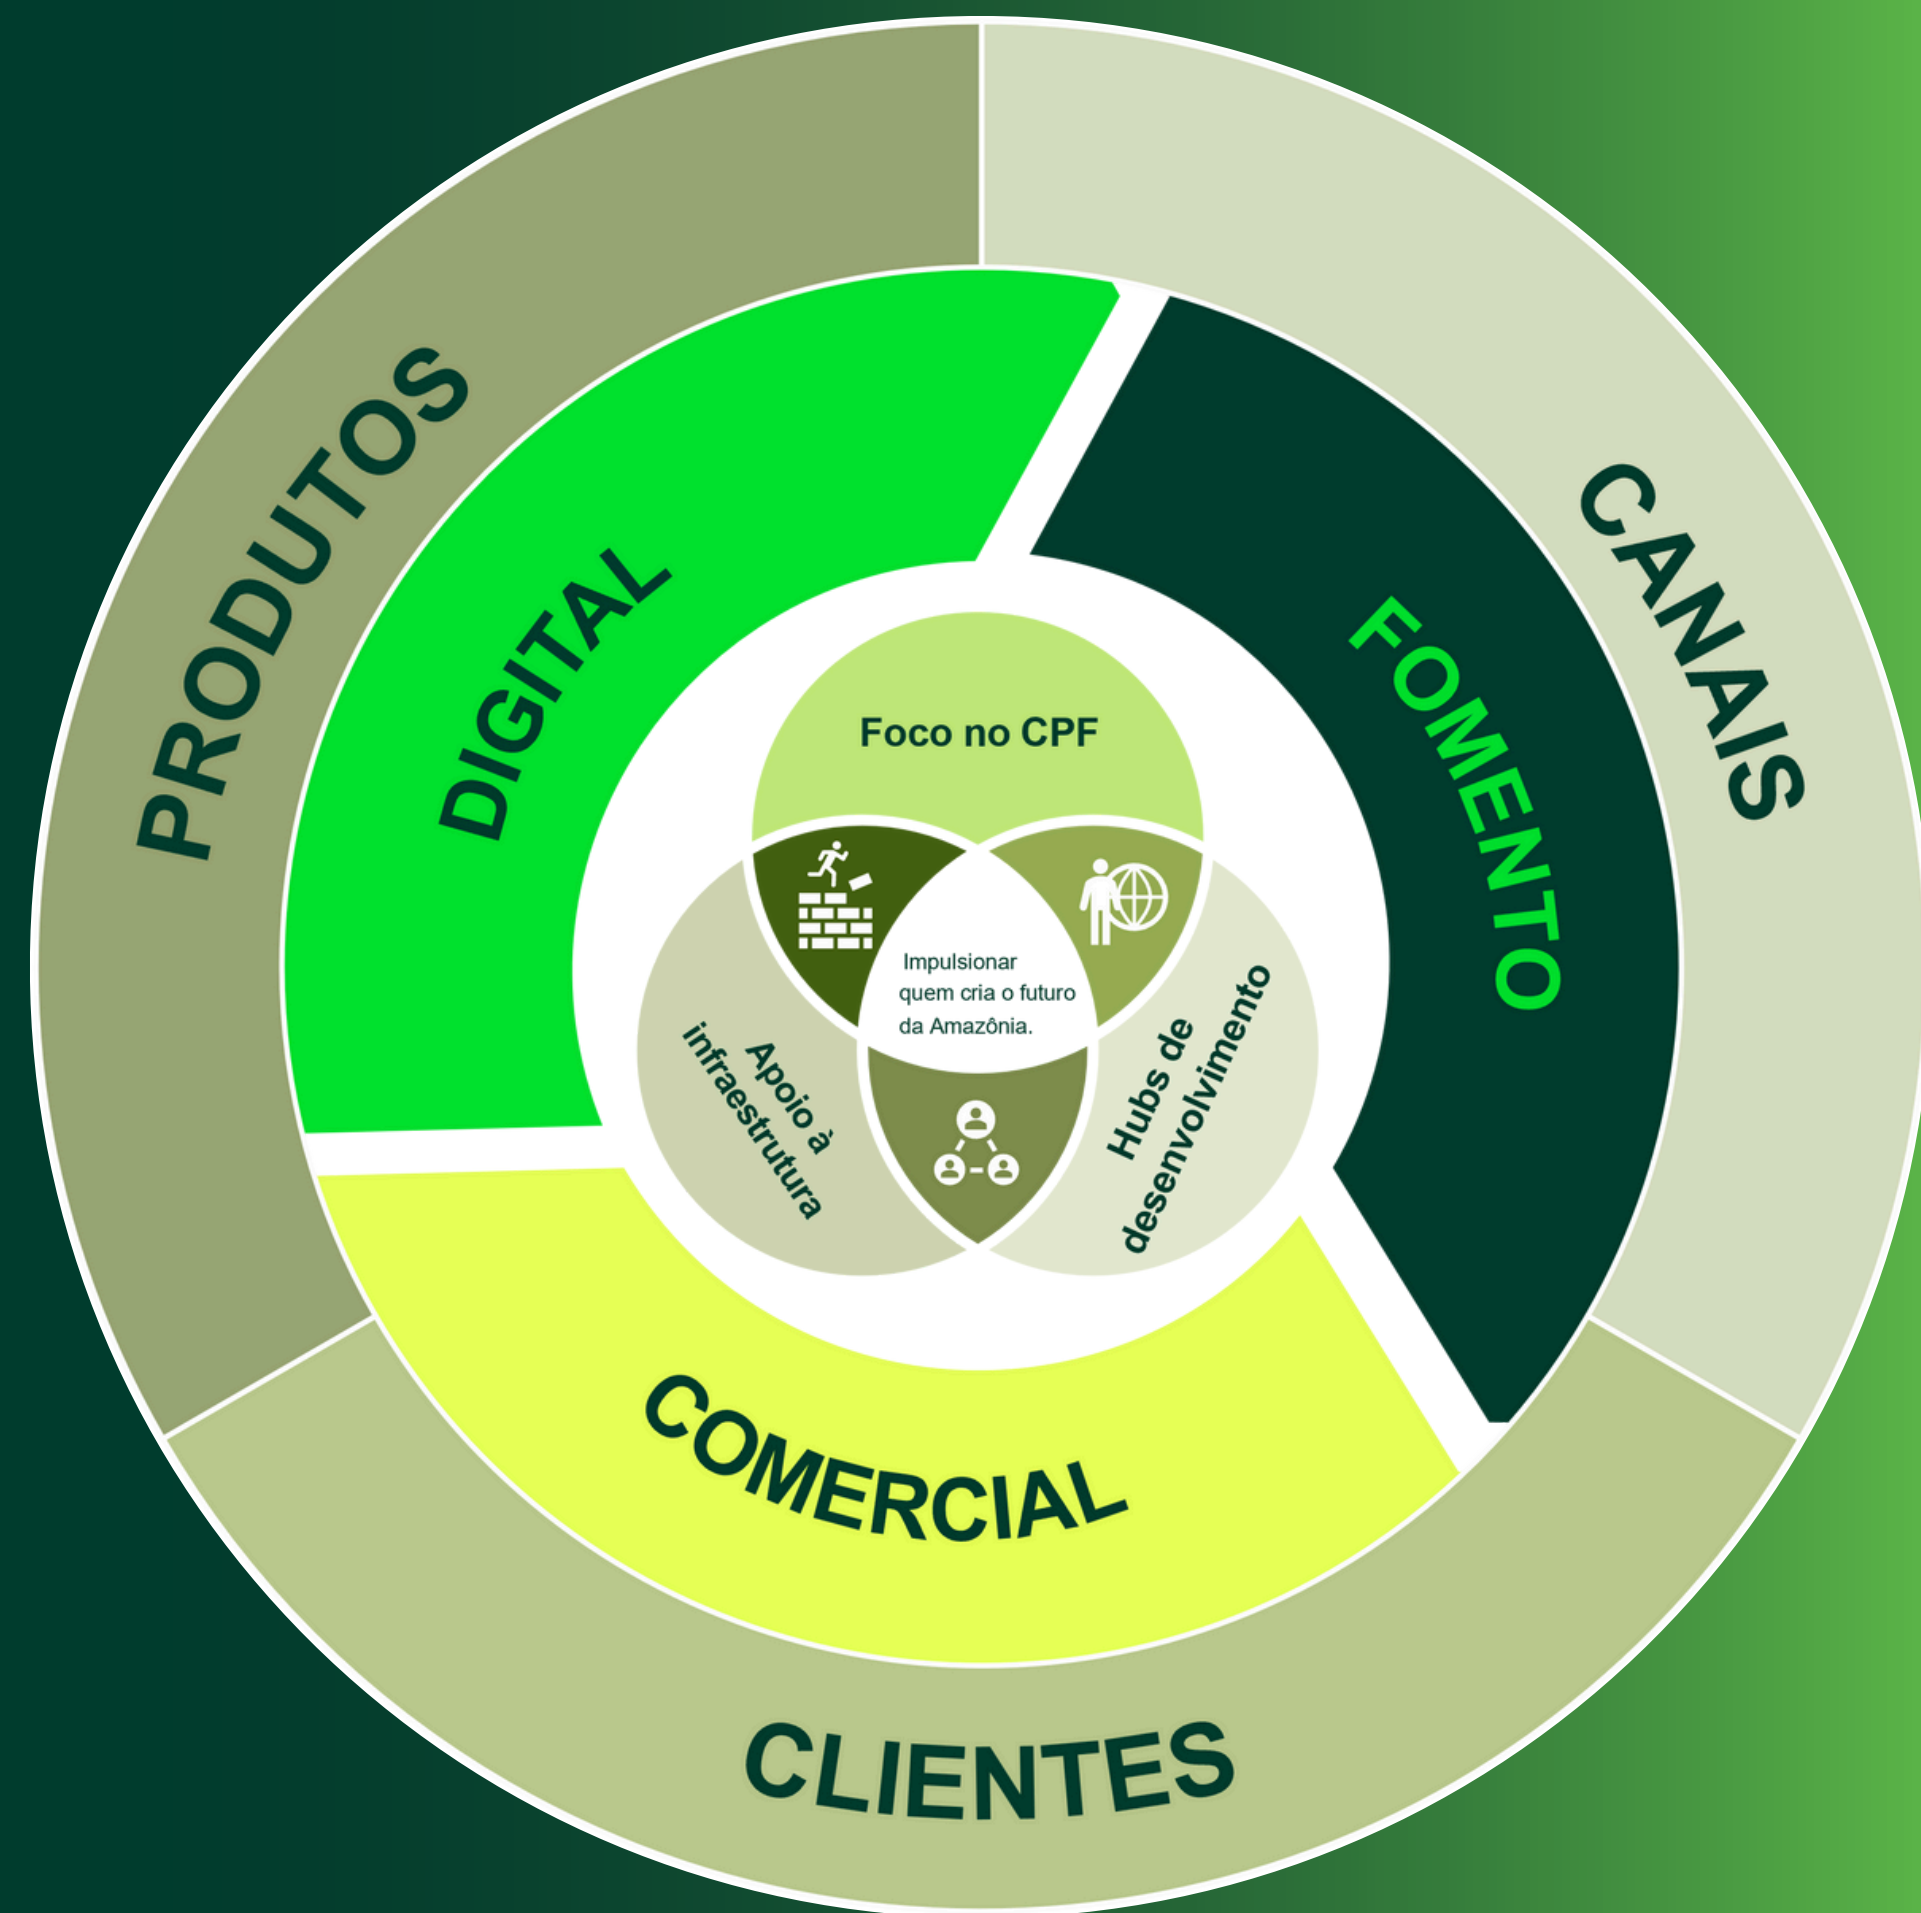 PRODUTOS
CANAIS
DIGITAL
FOMENTO
Foco no CPF
Impulsionar
quem cria o futuro
da Amazônia.
Apoio à
infraestrutura
Hubs de
desenvolvimento
COMERCIAL
CLIENTES